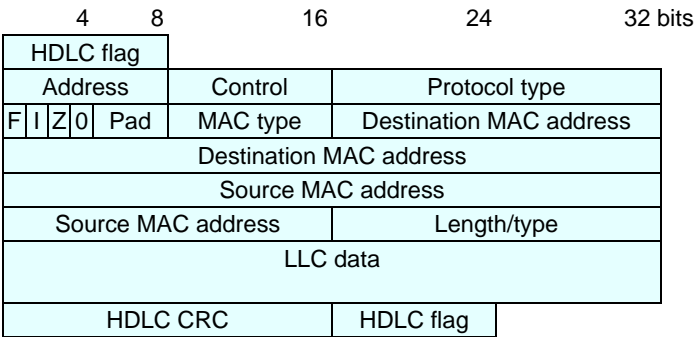 4 8 16 24 32 bits
HDLC flag
Address Control Protocol type
F I Z 0 Pad MAC type Destination MAC address
Destination MAC address
Source MAC address
Source MAC address Length/type
LLC data
HDLC CRC HDLC flag